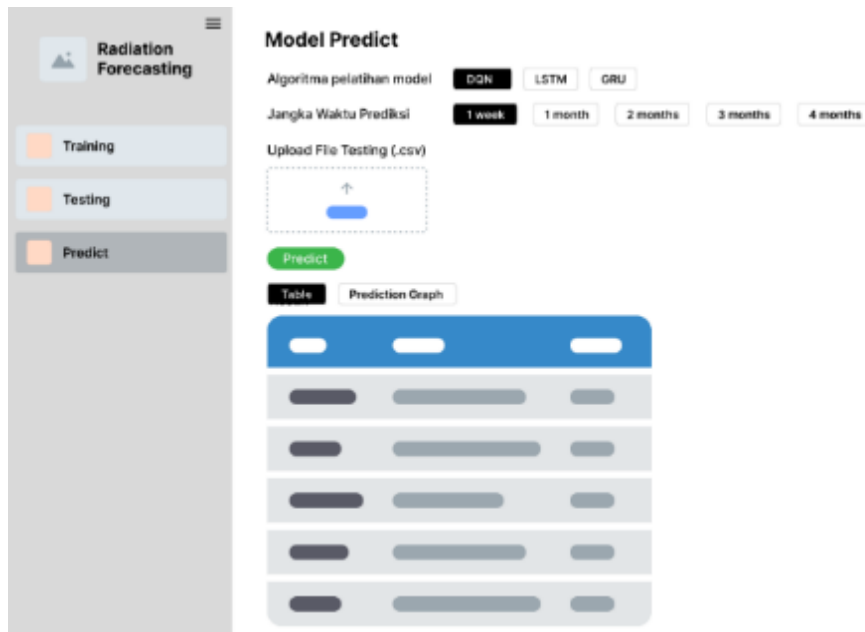 Radiation
Forecasting
Training
Testing
Predict
Model Predict
Algoritma pelatihan model DQN LSTM GRU
Jangka Waktu Prediksi 1 week 1 month 2 months 3 months 4 months
Upload File Testing (.csv)
Predict
Table Prediction Graph